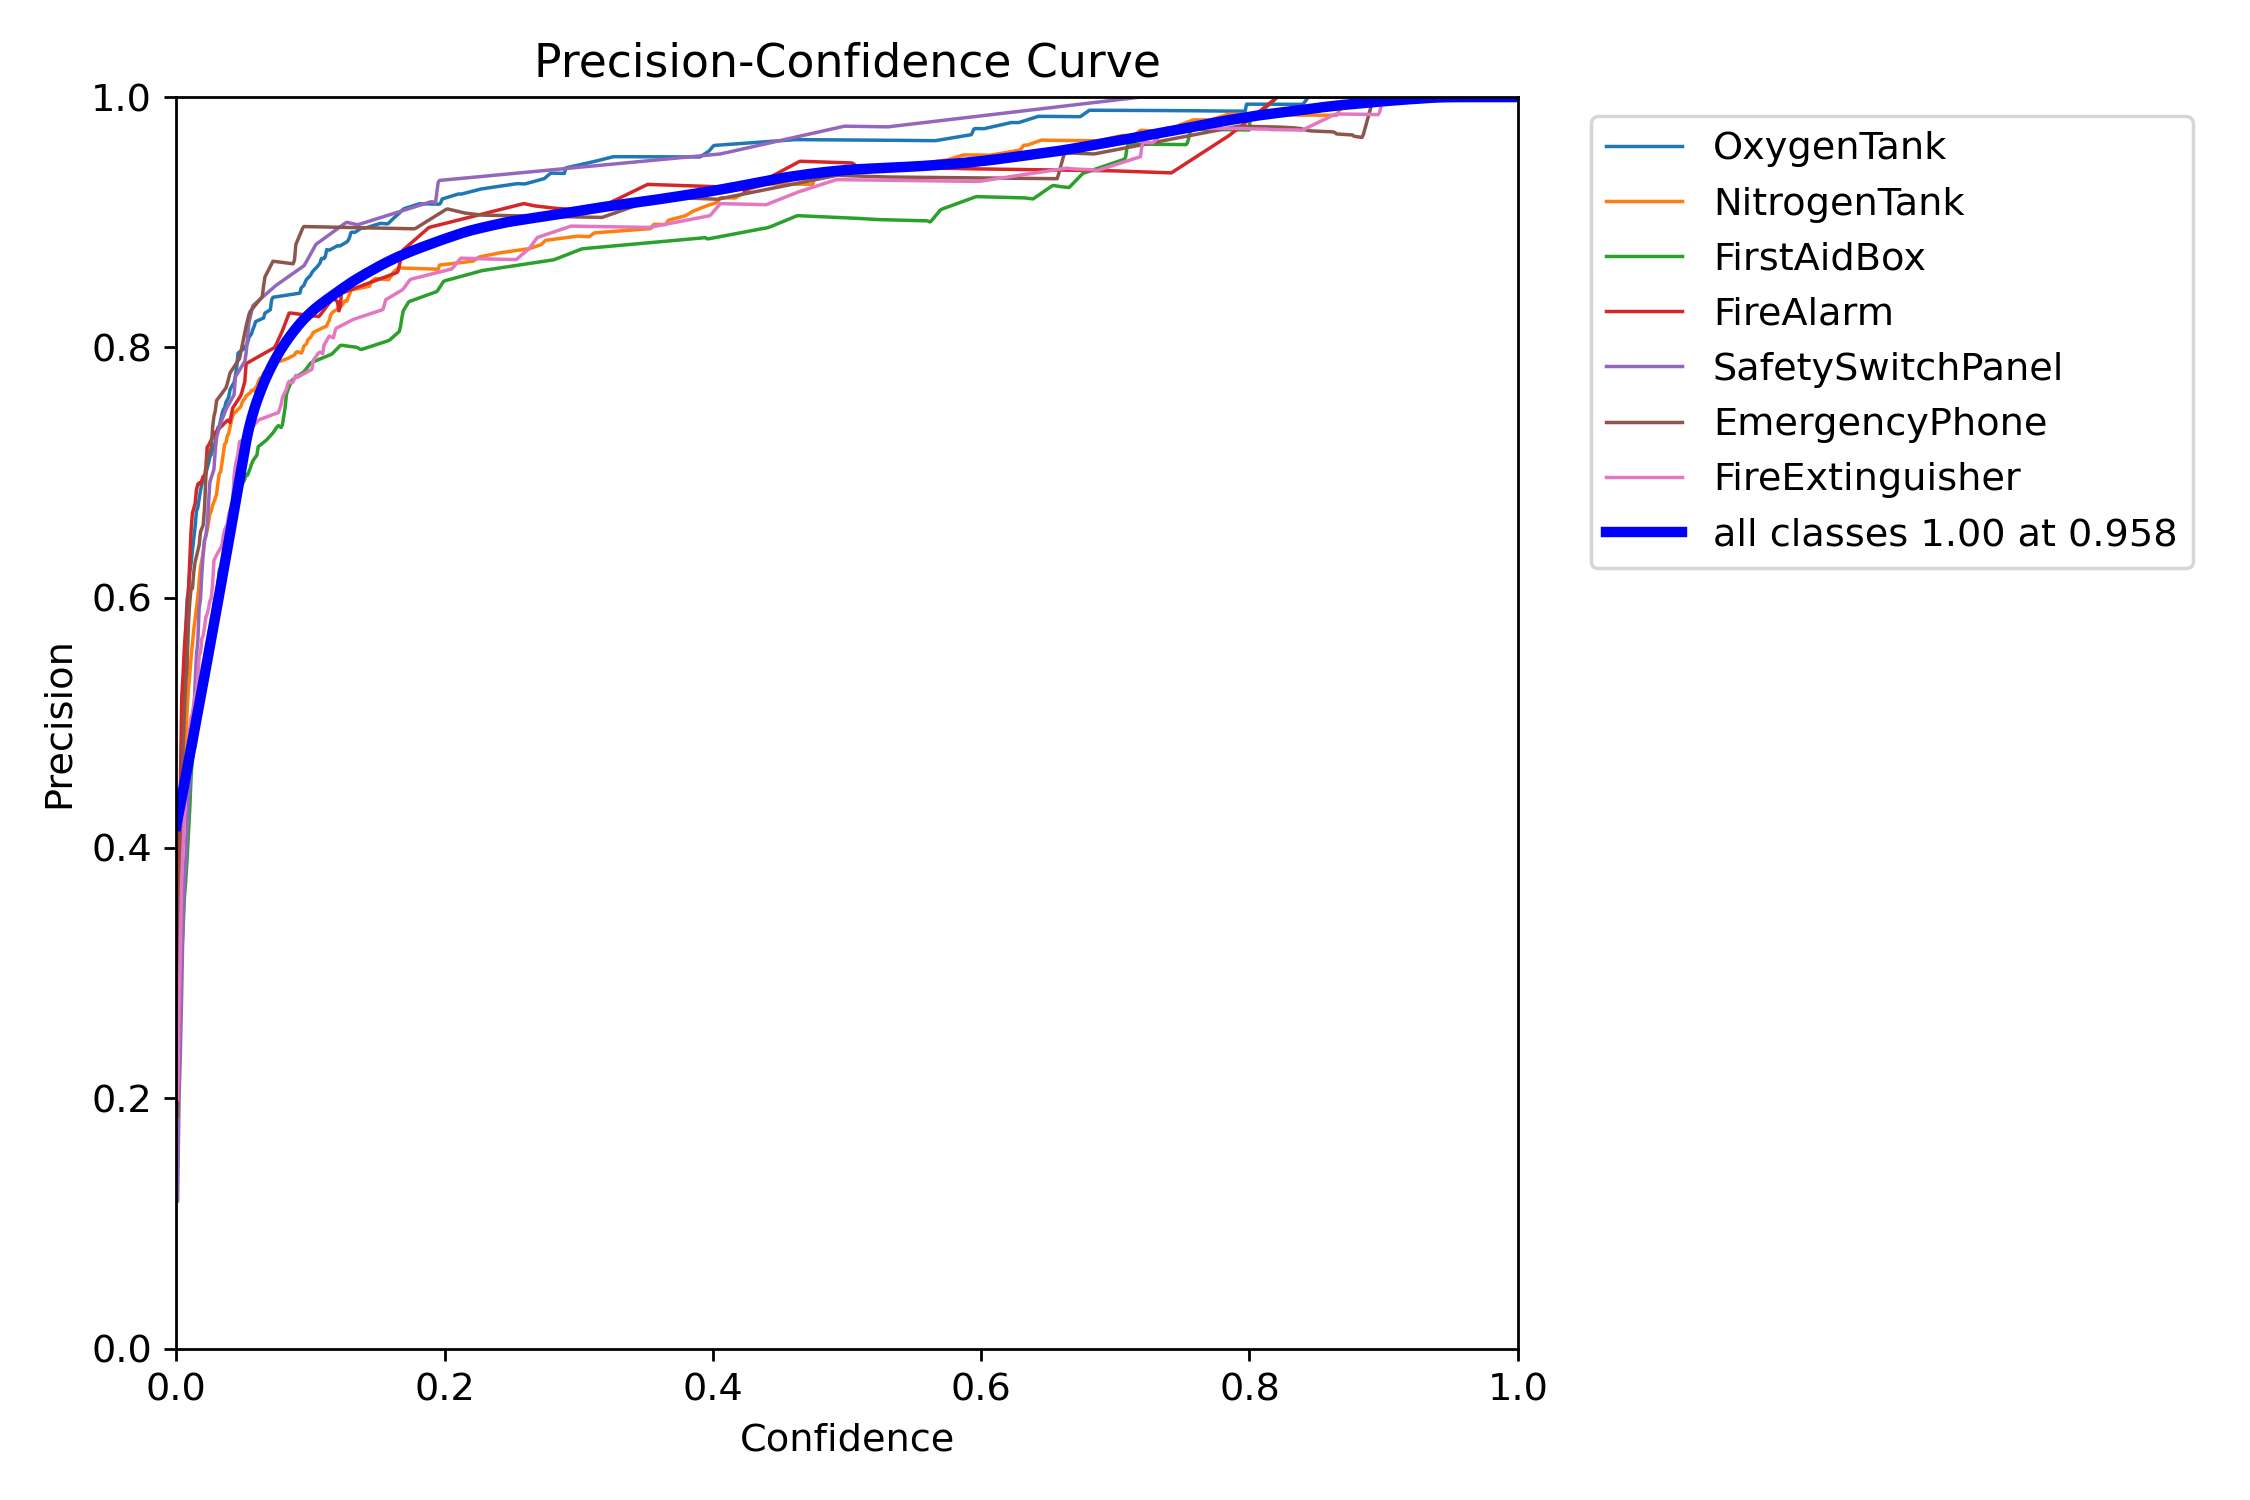 Precision-Confidence Curve
1.0
0.8
0.6
0.4
0.2
0.0
Precision
0.0 0.2 0.4 0.6 0.8 1.0
Confidence
OxygenTank
NitrogenTank
FirstAidBox
FireAlarm
SafetySwitchPanel
EmergencyPhone
FireExtinguisher
all classes 1.00 at 0.958